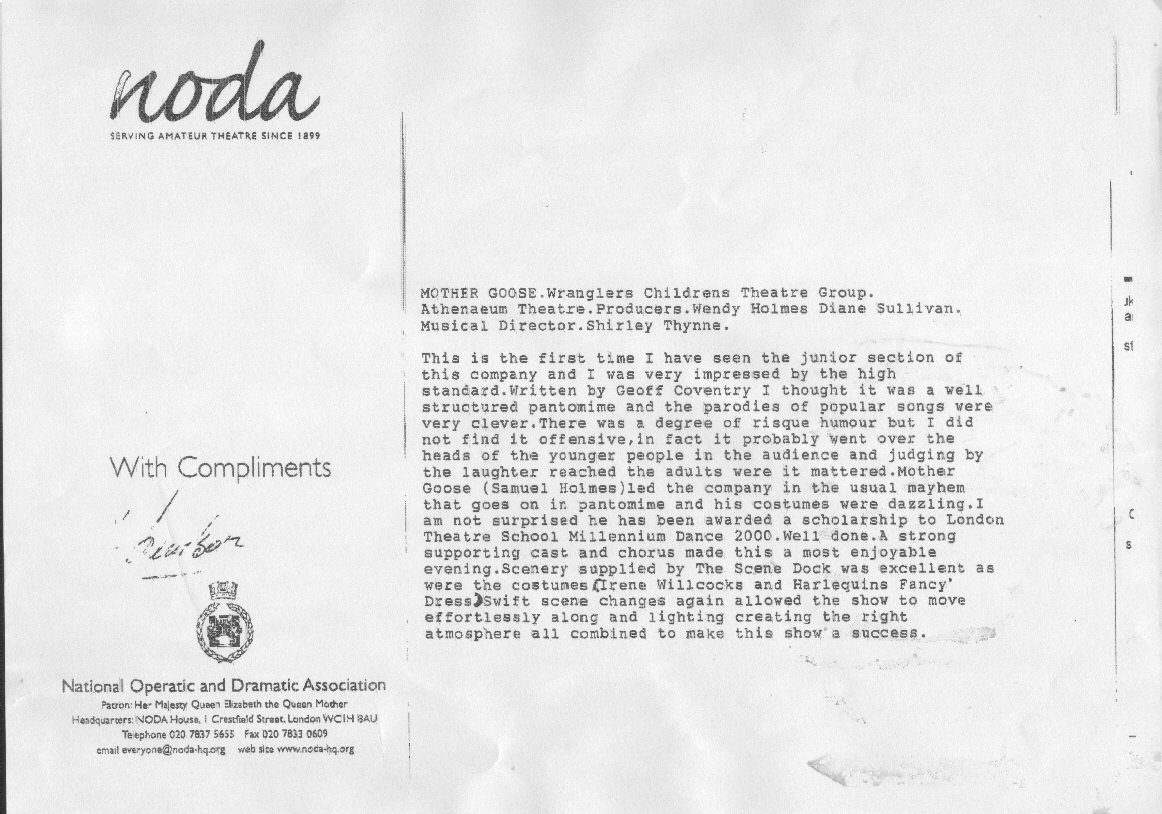 noda
SERVING AMATEUR THEATRE SINCE 1899
MOTHER GOOSE.Wranglers Childrens Theatre Group.
Athenaeum Theatre.Producers.Wendy Holmes Diane Sullivan.
Musical Director.Shirley Thynne.
This is the first time I have seen the junior section of
this company and I was very impressed by the high
standard.Written by Geoff Coventry I thought it was a well
structured pantomime and the parodies of popular songs were
very clever.There was a degree of risque humour but I did
not find it offensive,in fact it probably went over the
heads of the younger people in the audience and judging by
the laughter reached the adults were it mattered.Mother
Goose (Samuel Holmes)led the company in the usual mayhem
that goes on in pantomime and his costumes were dazzling.I
am not surprised he has been awarded a scholarship to London
Theatre School Millennium Dance 2000.Well done.A strong
supporting cast and chorus made this a most enjoyable
evening.Scenery supplied by The Scene Dock was excellent as
were the costumes(Irene Willcocks and Harlequins Fancy'
Dress)Swift scene changes again allowed the show to move
effortlessly along and lighting creating the right
atmosphere all combined to make this show a success.
With Compliments
National Operatic and Dramatic Association
Patron: Her Majesty Queen Elizabeth the Queen Mother
Headquarters: NODA House, 1 Crestfield Street, London WC1H 8AU
Telephone 020 7837 5655 Fax 020 7833 0609
email everyone@noda-hq.org web site www.noda-hq.org
uk
st